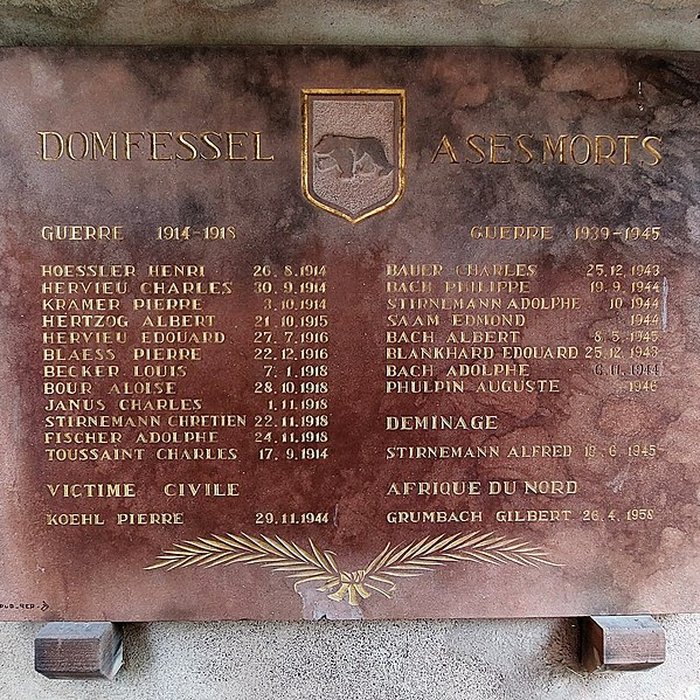 DOMFESSEL A SES MORTS
GUERRE 1914-1918
HOESSLER HENRI 26.8.1914
HERVIEU CHARLES 30.9.1914
KRAMER PIERRE 3.10.1914
HERTZOG ALBERT 21.10.1915
HERVIEU EDOUARD 27.7.1916
BLAESS PIERRE 22.12.1916
BECKER LOUIS 7.1.1918
BOUR ALOISE 28.10.1918
JANUS CHARLES 1.11.1918
STIRNEMANN CHRETIEN 22.11.1918
FISCHER ADOLPHE 24.11.1918
TOUSSAINT CHARLES 17.9.1914
VICTIME CIVILE
KOEHL PIERRE 29.11.1944
GUERRE 1939-1945
BAUER CHARLES 25.12.1943
BACH PHILIPPE 19.9.1944
STIRNEMANN ADOLPHE 10 1944
SAAM EDMOND 1944
BACH ALBERT 8.5.1945
BLANKHARD EDOUARD 25.12.1943
BACH ADOLPHE 6.11.1944
PHULPIN AUGUSTE 1946
DEMINAGE
STIRNEMANN ALFRED 6.1945
AFRIQUE DU NORD
GRUMBACH GILBERT 26.4.1958